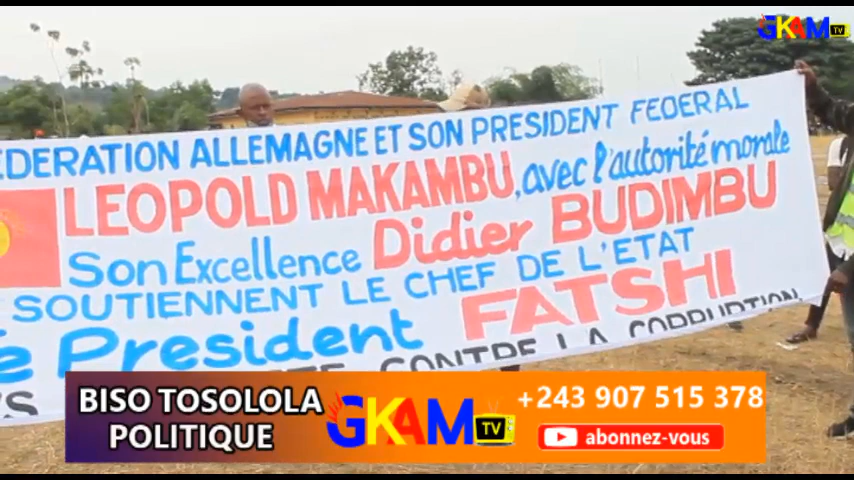 GKAM TV
ALLEMAGNE ET SON PRESIDENT FEDERAL
LEOPOLD MAKAMBU, avec l'autorité morale
Son Excellence Didier BUDIMBU
SOUTIENNENT LE CHEF DE L'ETAT
President FATSHI
CONTRE LA CORRUPTION
BISO TOSOLOLA
POLITIQUE
GKAM TV
+243 907 515 378
abonnez-vous